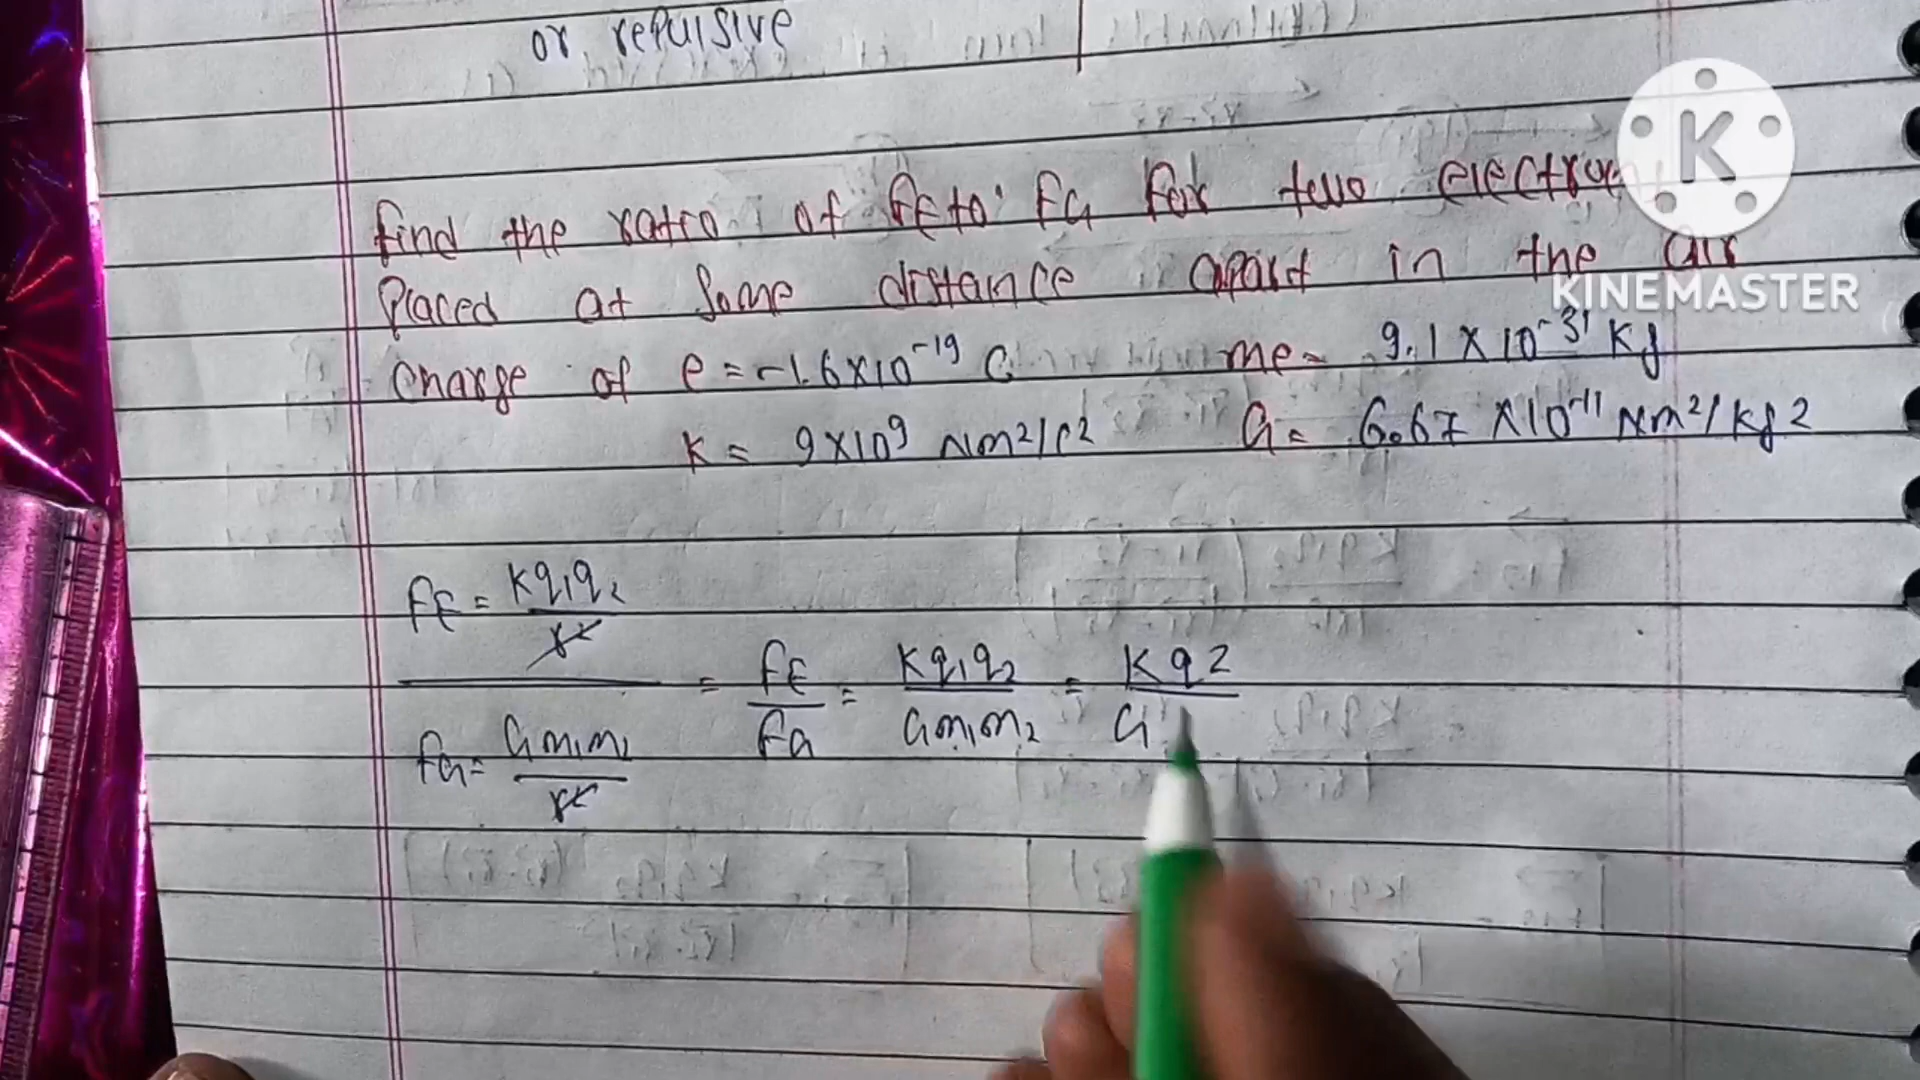 or repulsive
find the ratio of FE to FG for two electron
Placed at some distance apart in the air
KINEMASTER
Charge of e = -1.6×10⁻¹⁹ C me = 9.1×10⁻³¹ Kg
K = 9×10⁹ Nm²/C² G = 6.67 ×10⁻¹¹ Nm²/Kg²
FE = Kq₁q₂ / r²
FG = Gm₁m₂ / r²
= FE/FG = Kq₁q₂/Gm₁m₂ = Kq2/G